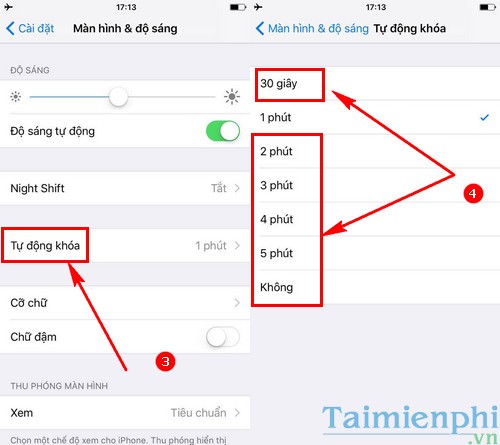 17:13
Cài đặt Màn hình & độ sáng
ĐỘ SÁNG
Độ sáng tự động
Night Shift Tắt
Tự động khóa 1 phút
Cỡ chữ
Chữ đậm
3
THU PHÓNG MÀN HÌNH
Xem Tiêu chuẩn
Chọn một chế độ xem cho iPhone. Thu phóng hiển thị
17:13
Màn hình & độ sáng Tự động khóa
30 giây
1 phút
2 phút
3 phút
4 phút
5 phút
Không
4
Taimienphi
.vn